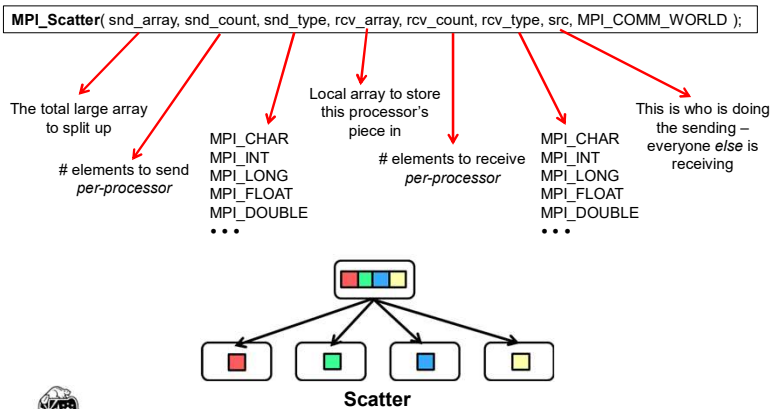 MPI_Scatter( snd_array, snd_count, snd_type, rcv_array, rcv_count, rcv_type, src, MPI_COMM_WORLD );
The total large array
to split up
# elements to send
per-processor
MPI_CHAR
MPI_INT
MPI_LONG
MPI_FLOAT
MPI_DOUBLE
• • •
Local array to store
this processor's
piece in
# elements to receive
per-processor
MPI_CHAR
MPI_INT
MPI_LONG
MPI_FLOAT
MPI_DOUBLE
• • •
This is who is doing
the sending –
everyone else is
receiving
Scatter